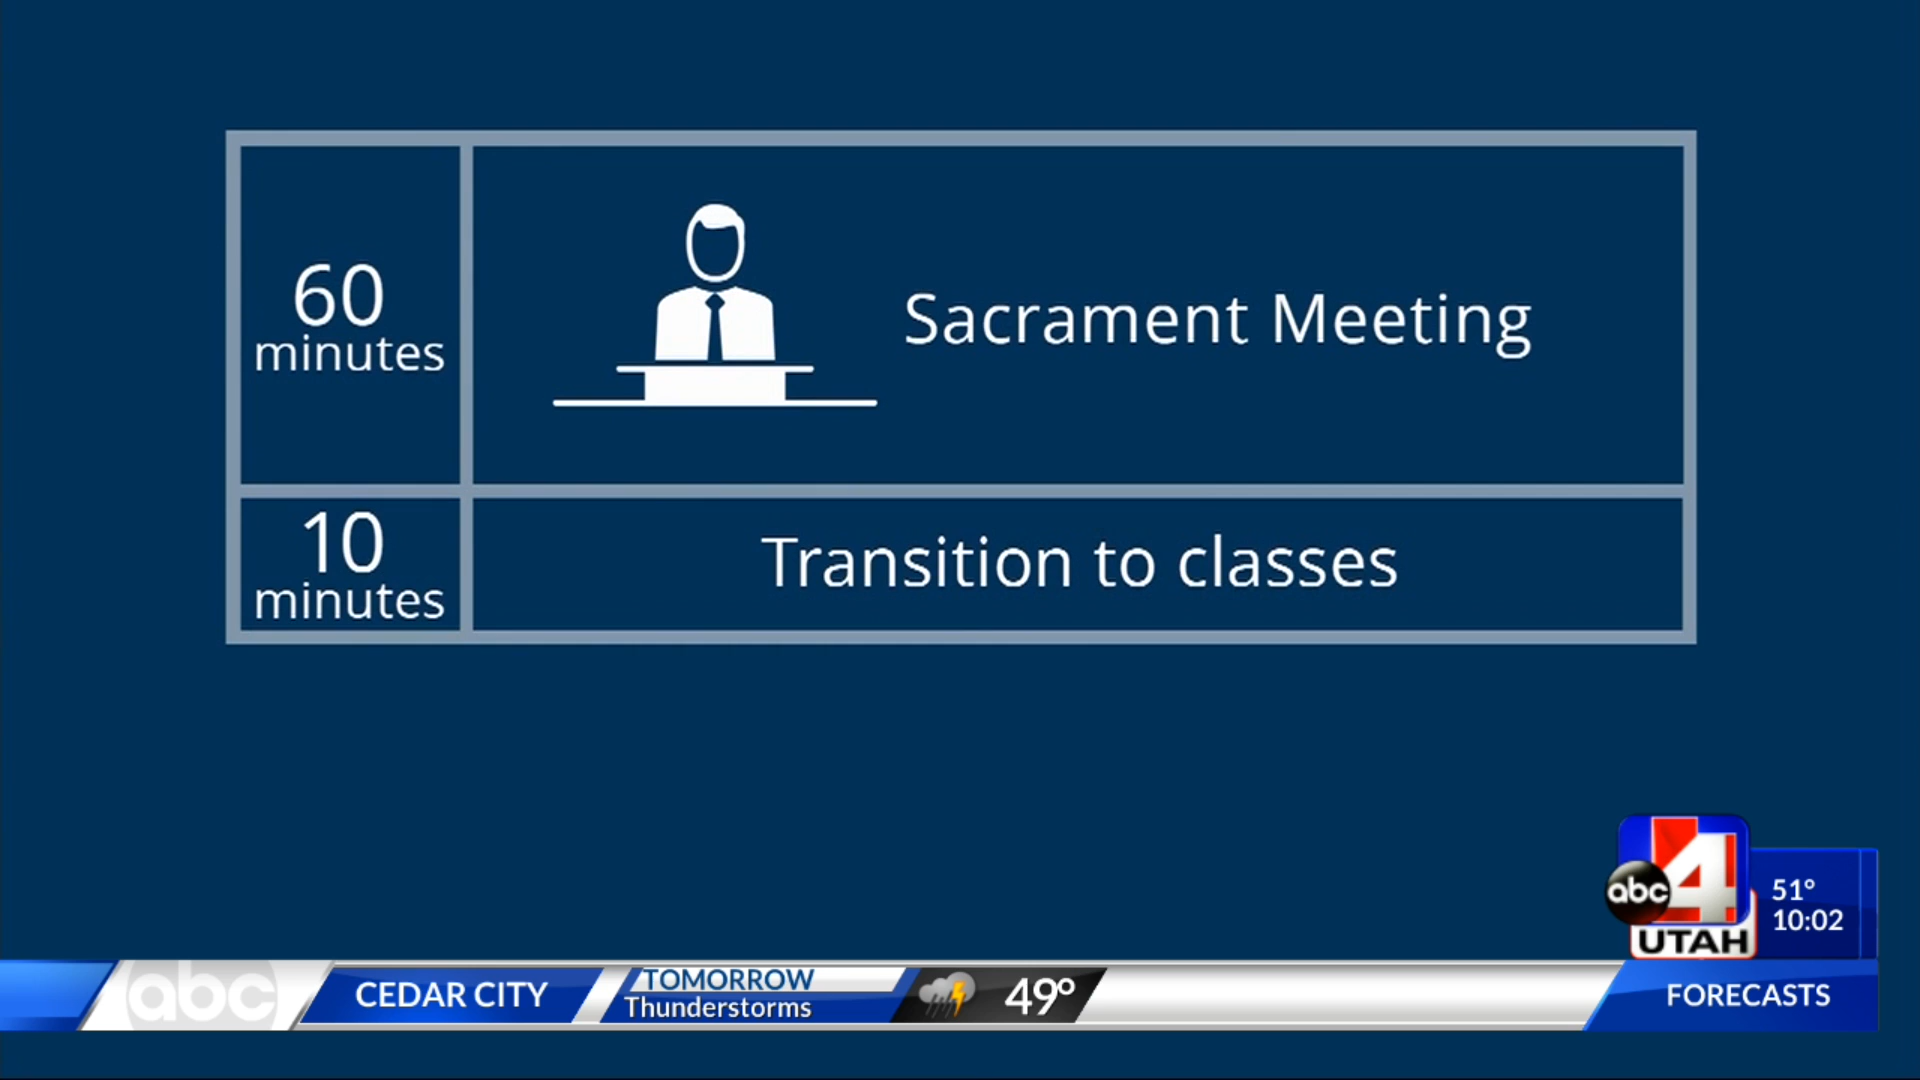 60
minutes
Sacrament Meeting
10
minutes
Transition to classes
abc
4
UTAH
51°
10:02
abc
CEDAR CITY
TOMORROW
Thunderstorms
49°
FORECASTS